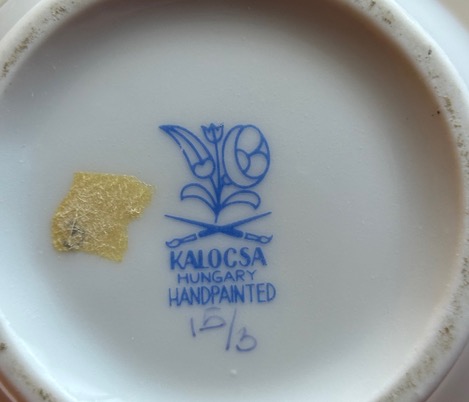 KALOCSA
HUNGARY
HANDPAINTED
15/3